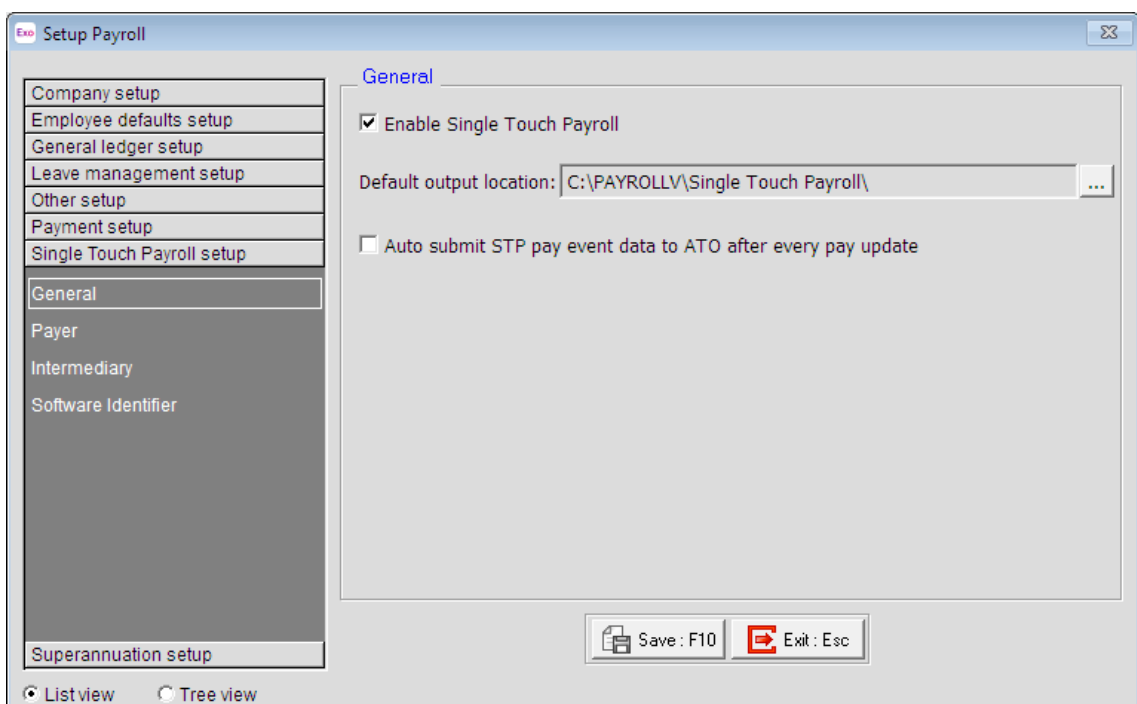 Exo Setup Payroll
Company setup
Employee defaults setup
General ledger setup
Leave management setup
Other setup
Payment setup
Single Touch Payroll setup
General
Payer
Intermediary
Software Identifier
Superannuation setup
List view Tree view
General
Enable Single Touch Payroll
Default output location: C:\PAYROLLV\Single Touch Payroll\ ...
Auto submit STP pay event data to ATO after every pay update
Save : F10 Exit : Esc